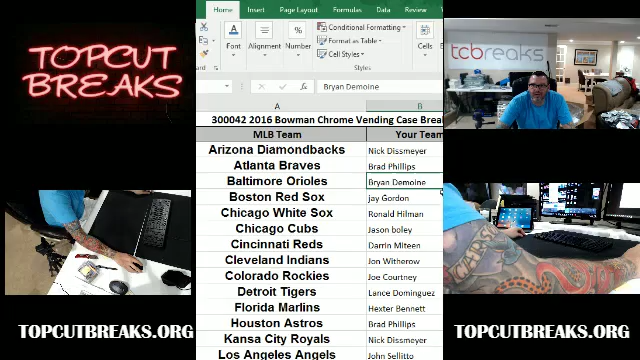 TOPCUT
BREAKS
Home
Insert
Page Layout
Formulas
Data
Font
Alignment
Number
Conditional Formatting
Format as Table
Cell Styles
Cells
Styles
Bryan Demoine
A
B
300042 2016 Bowman Chrome Vending Case Brea
MLB Team
Your Team
Arizona Diamondbacks
Nick Dissmeyer
Atlanta Braves
Brad Phillips
Baltimore Orioles
Bryan Demoine
Boston Red Sox
jay Gordon
Chicago White Sox
Ronald Hilman
Chicago Cubs
Jason boley
Cincinnati Reds
Darrin Miteen
Cleveland Indians
Jon Witherow
Colorado Rockies
Joe Courtney
Detroit Tigers
Lance Dominguez
Florida Marlins
Hexter Bennett
Houston Astros
Brad Phillips
Kansa City Royals
Nick Dissmeyer
Los Angeles Angels
John Sellitto
tcbreaks
TOPCUTBREAKS.ORG
TOPCUTBREAKS.ORG